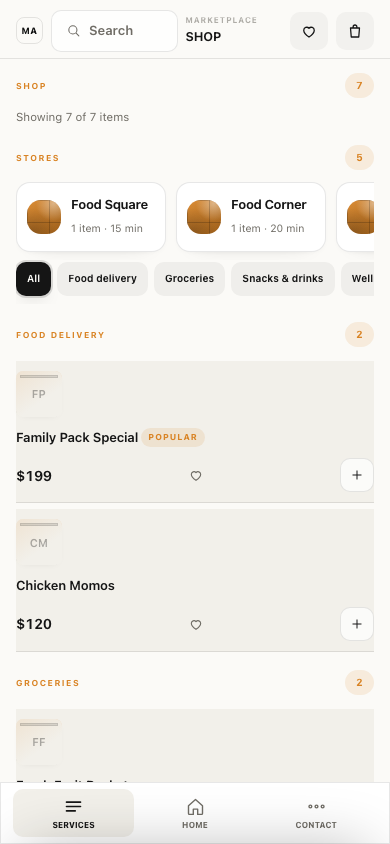 MA
Search
MARKETPLACE
SHOP
SHOP
7
Showing 7 of 7 items
STORES
5
Food Square
1 item · 15 min
Food Corner
1 item · 20 min
All
Food delivery
Groceries
Snacks & drinks
Well
FOOD DELIVERY
2
FP
Family Pack Special
POPULAR
$199
CM
Chicken Momos
$120
GROCERIES
2
FF
SERVICES
HOME
CONTACT